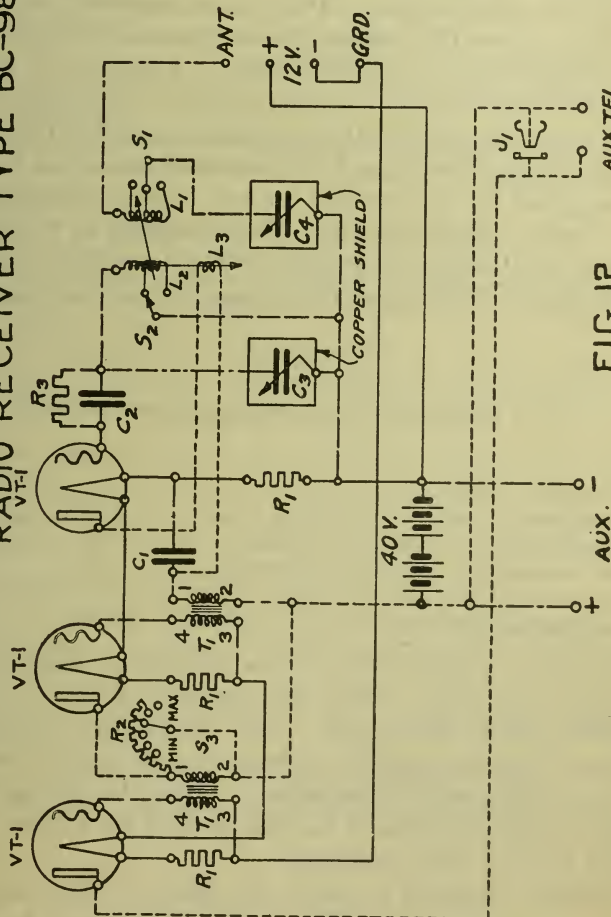 RADIO RECEIVER TYPE BC-98
VT-1
VT-1
VT-1
R3
C2
C1
R1
R1
R1
R2
MIN
MAX
S3
4
1
T1
3
2
4
1
T1
3
2
S2
L2
L3
L1
S1
C3
C4
COPPER SHIELD
ANT.
+
12V.
-
GRD.
40 V.
J1
+
AUX.
-
AUX.TEL.
FIG. 12